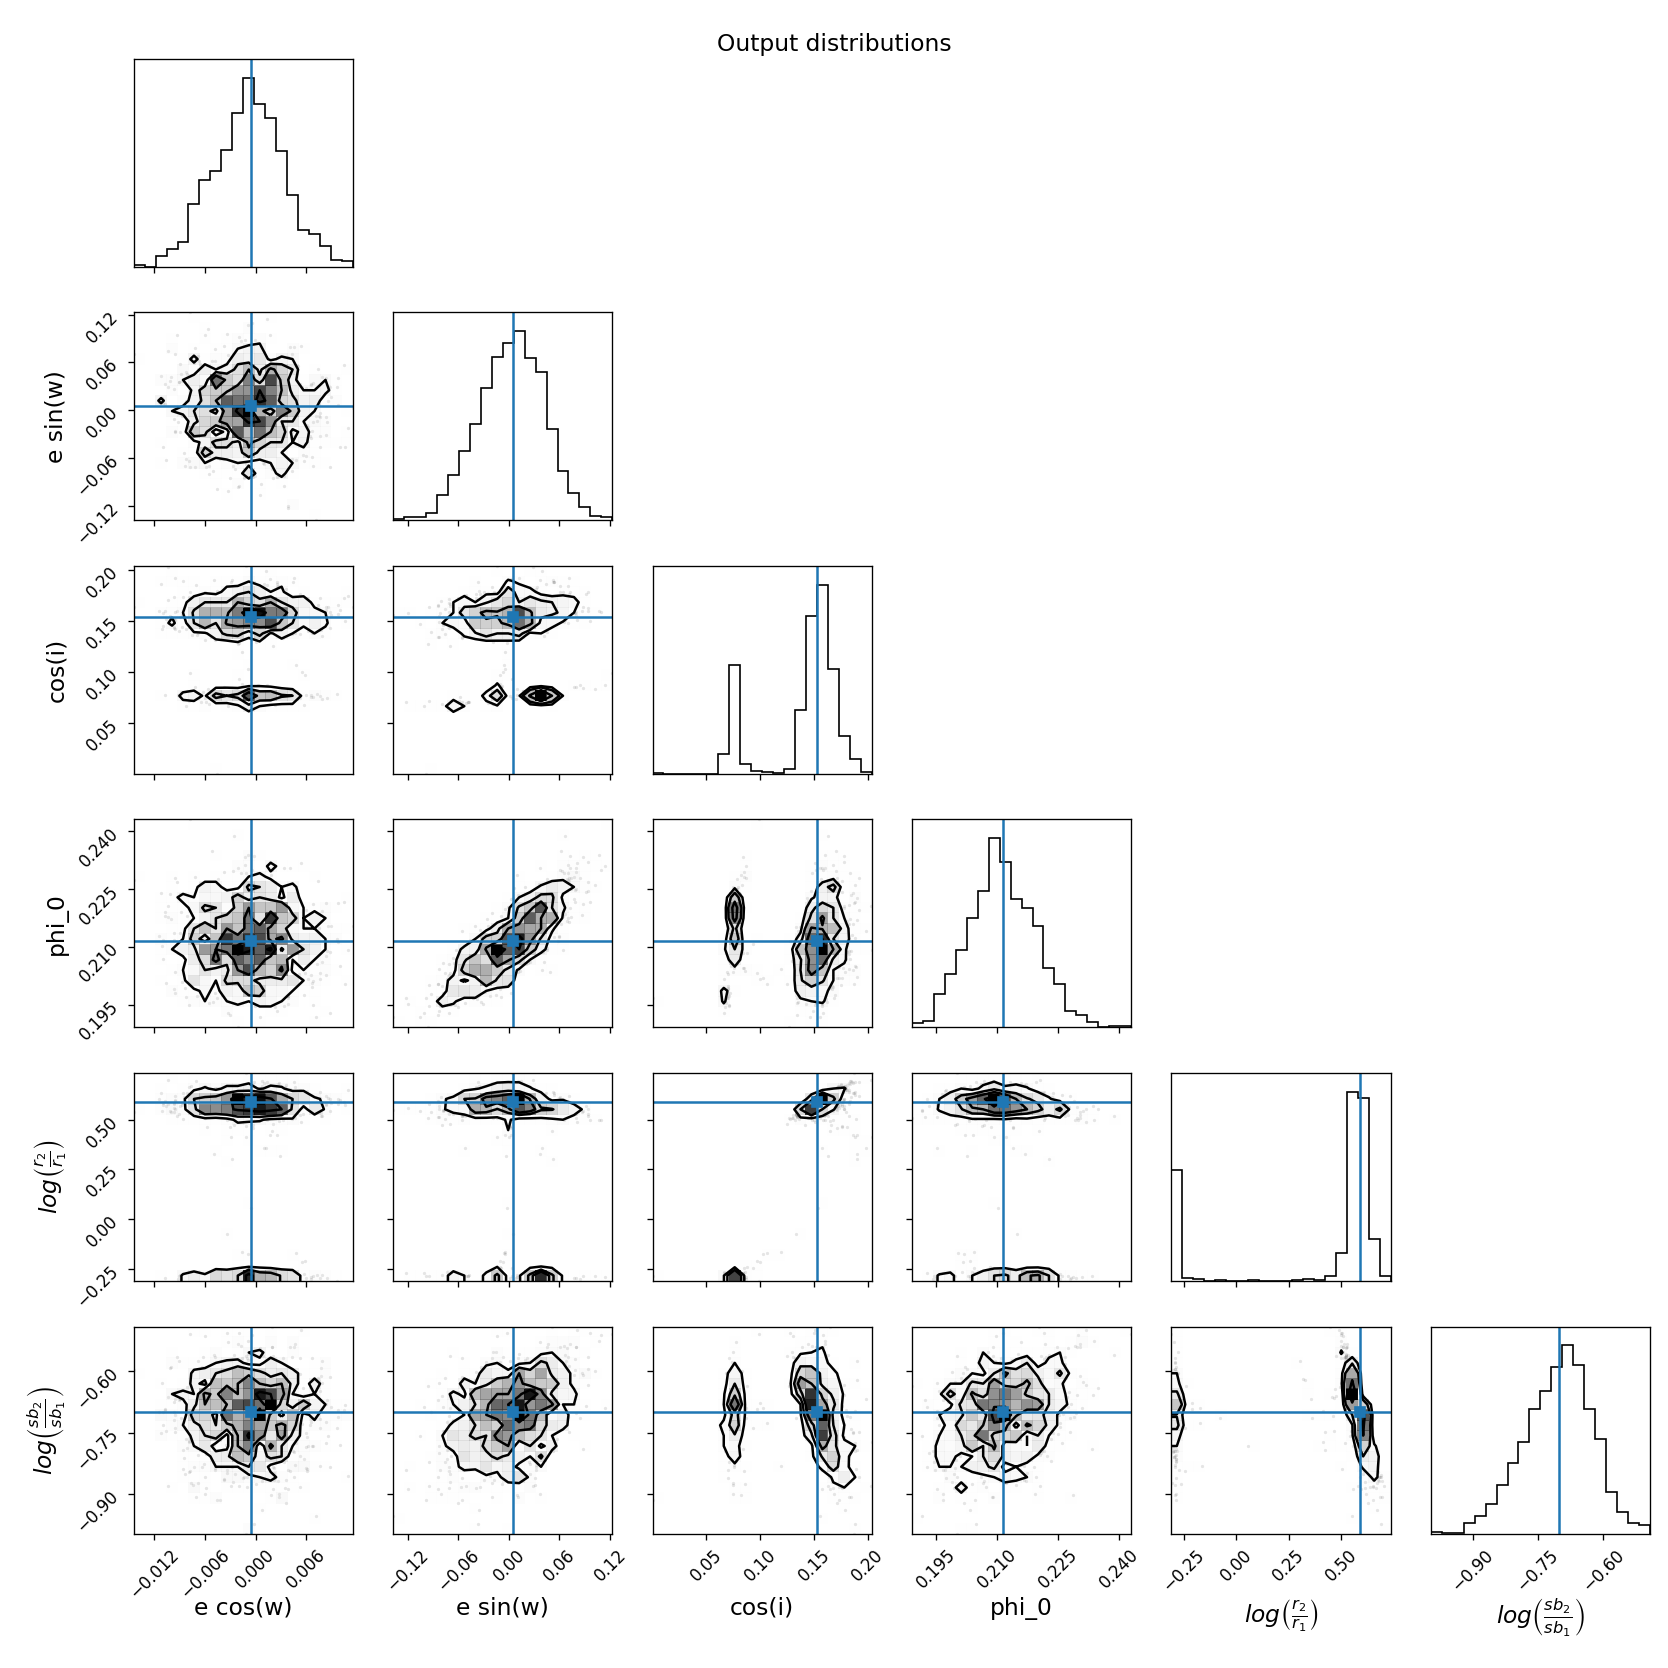 Output distributions
0.12
0.06
0.00
−0.06
−0.12
e sin(w)
0.20
0.15
0.10
0.05
cos(i)
0.240
0.225
0.210
0.195
phi_0
0.50
0.25
0.00
−0.25
log(r₂/r₁)
−0.60
−0.75
−0.90
log(sb₂/sb₁)
−0.012 −0.006 0.000 0.006 −0.12 −0.06 0.00 0.06 0.12 0.05 0.10 0.15 0.20 0.195 0.210 0.225 0.240 −0.25 0.00 0.25 0.50 −0.90 −0.75 −0.60
e cos(w) e sin(w) cos(i) phi_0 log(r₂/r₁) log(sb₂/sb₁)